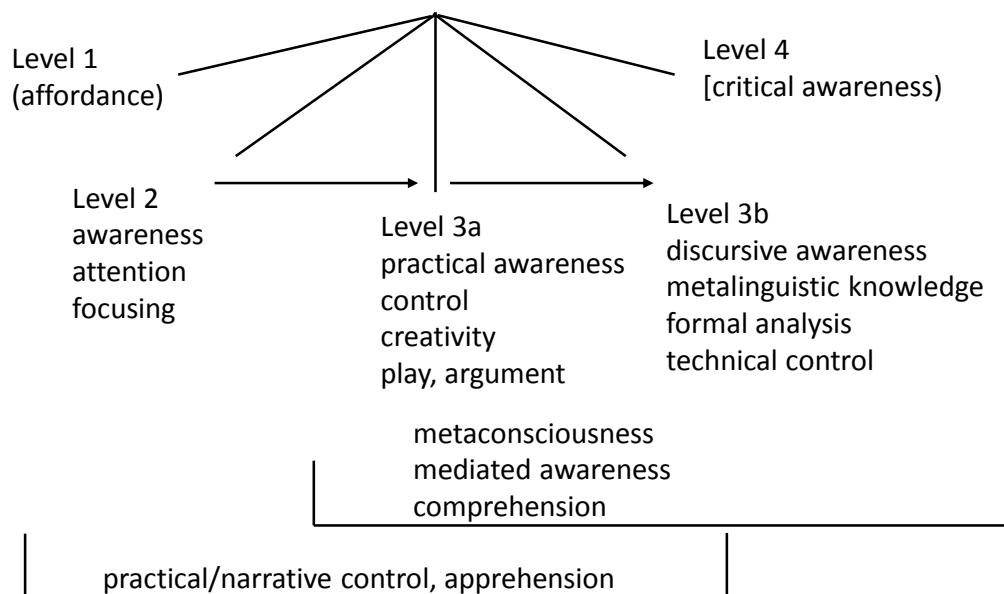 Level 1
(affordance)
Level 4
[critical awareness)
Level 2
awareness
attention
focusing
Level 3a
practical awareness
control
creativity
play, argument
Level 3b
discursive awareness
metalinguistic knowledge
formal analysis
technical control
metaconsciousness
mediated awareness
comprehension
practical/narrative control, apprehension